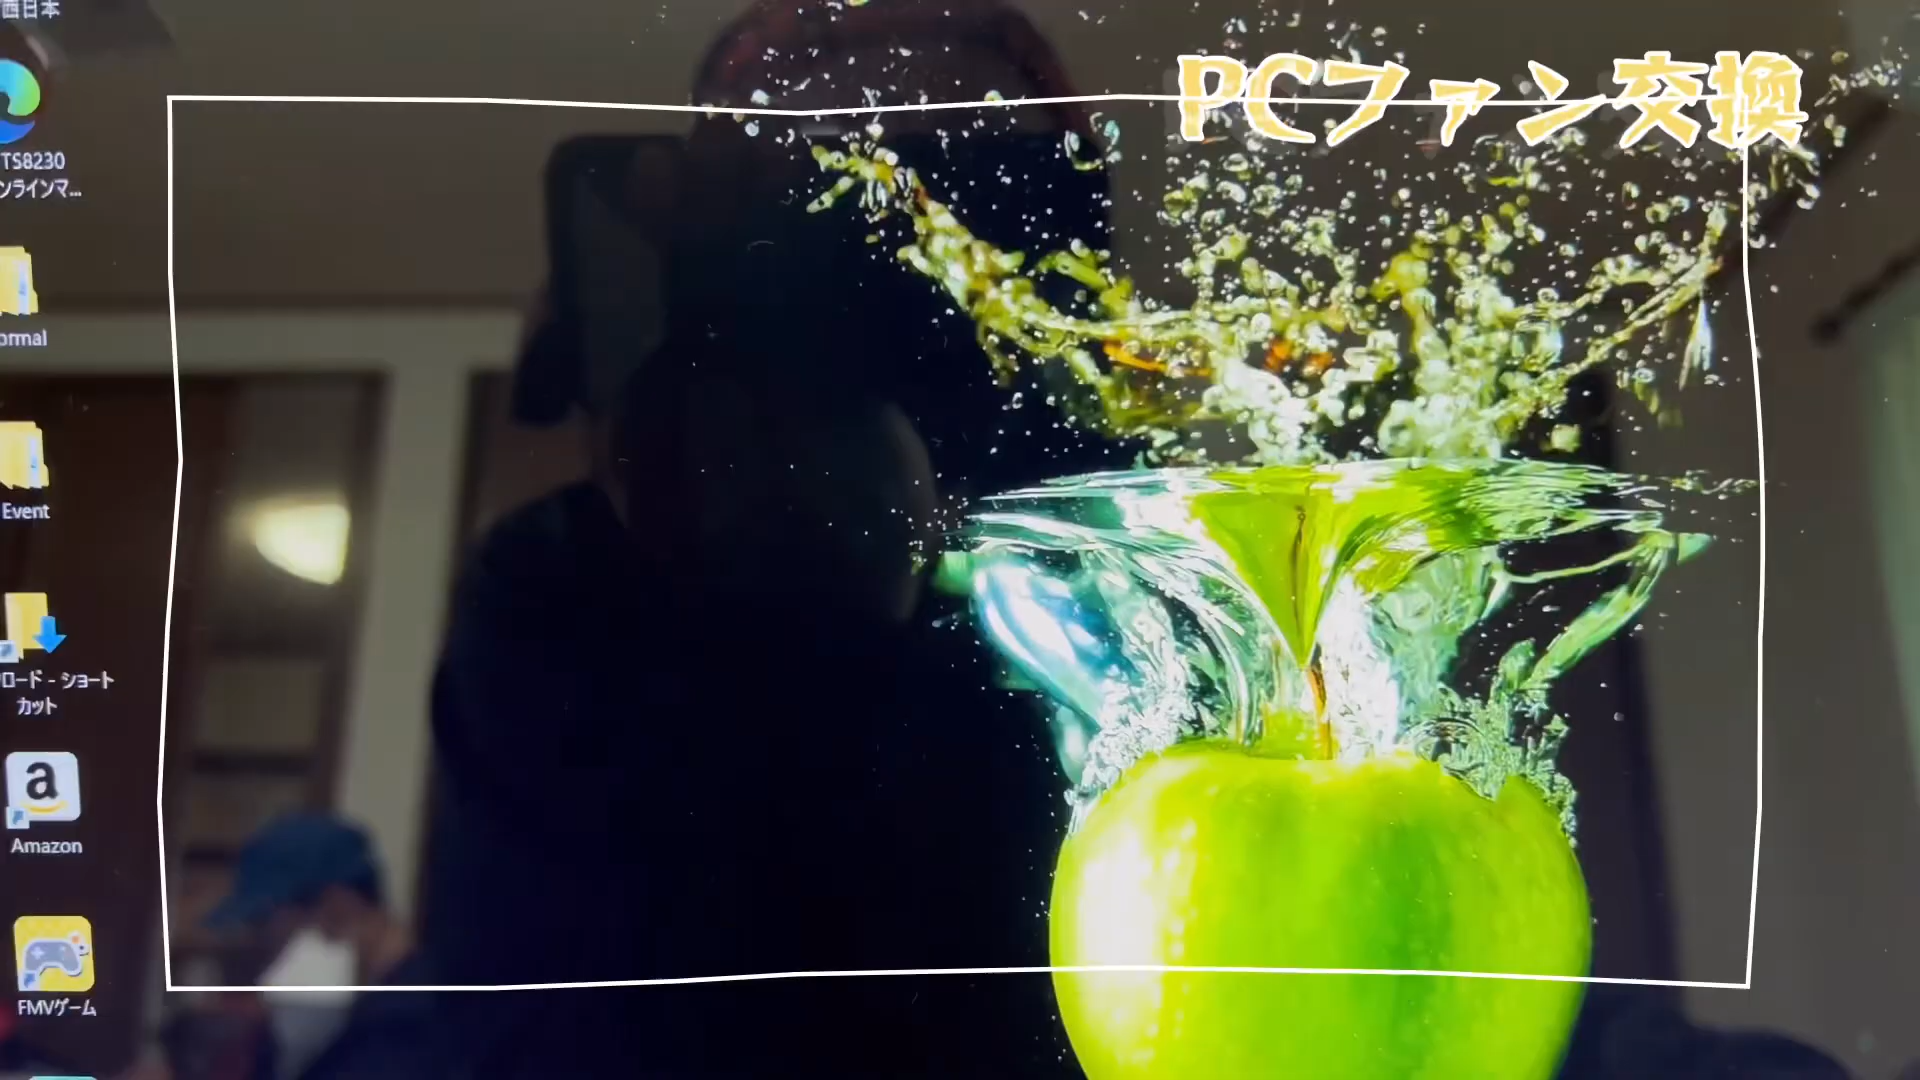 西日本
PCファン交換
TS8230
ンラインマ...
ormal
Event
ロード - ショート
カット
a
Amazon
FMVゲーム